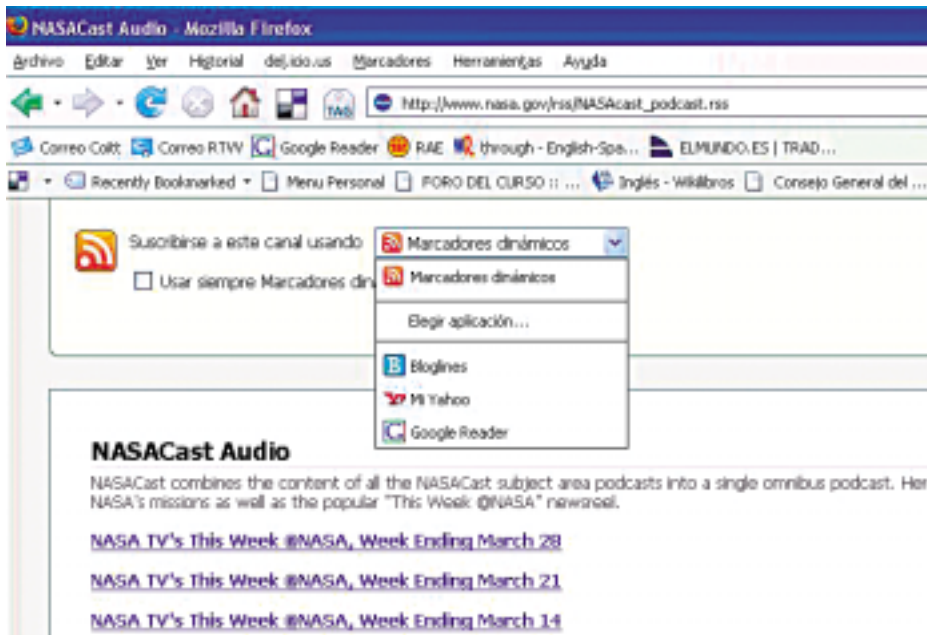 NASACast Audio - Mozilla Firefox
Archivo Editar Ver Historial del.icio.us Marcadores Herramientas Ayuda
TAG http://www.nasa.gov/rss/NASAcast_podcast.rss
Correo Coitt Correo RTVV Google Reader RAE through - English-Spa... ELMUNDO.ES | TRAD...
Recently Bookmarked Menu Personal FORO DEL CURSO :: ... Inglés - Wikilibros Consejo General del ...
Suscribirse a este canal usando Marcadores dinámicos
Usar siempre Marcadores diná
Marcadores dinámicos
Elegir aplicación...
Bloglines
Mi Yahoo
Google Reader
NASACast Audio
NASACast combines the content of all the NASACast subject area podcasts into a single omnibus podcast. Her
NASA's missions as well as the popular "This Week @NASA" newsreel.
NASA TV's This Week @NASA, Week Ending March 28
NASA TV's This Week @NASA, Week Ending March 21
NASA TV's This Week @NASA, Week Ending March 14